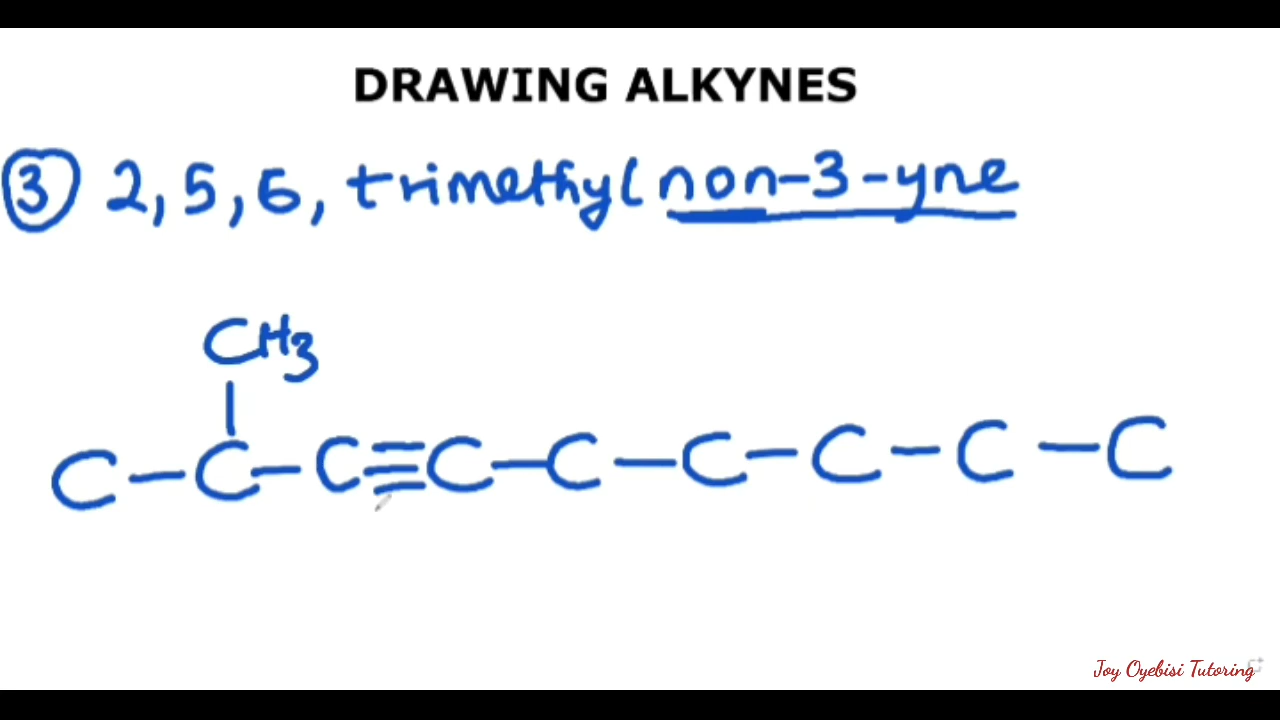 DRAWING ALKYNES
③ 2, 5, 6, trimethyl non-3-yne
CH3
C - C - C ≡ C - C - C - C - C - C
Joy Oyebisi Tutoring